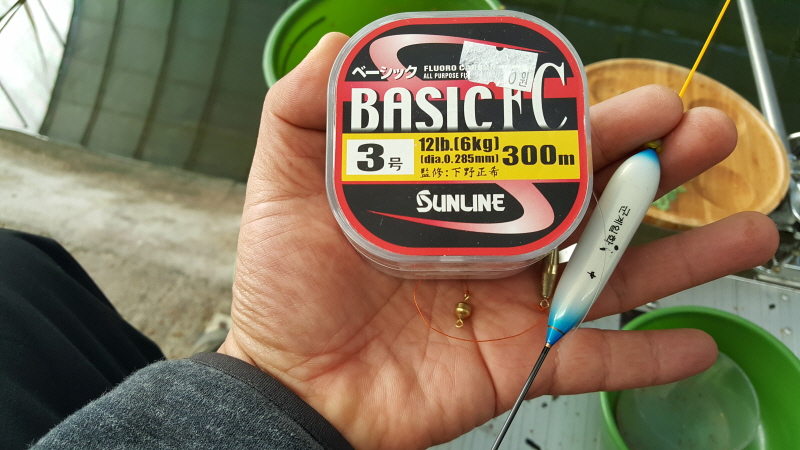 ベーシック
FLUORO C
ALL PURPOSE FI
BASIC FC
3号
12lb.(6kg)
(dia.0.285mm)
300m
監修:下野正希
SUNLINE